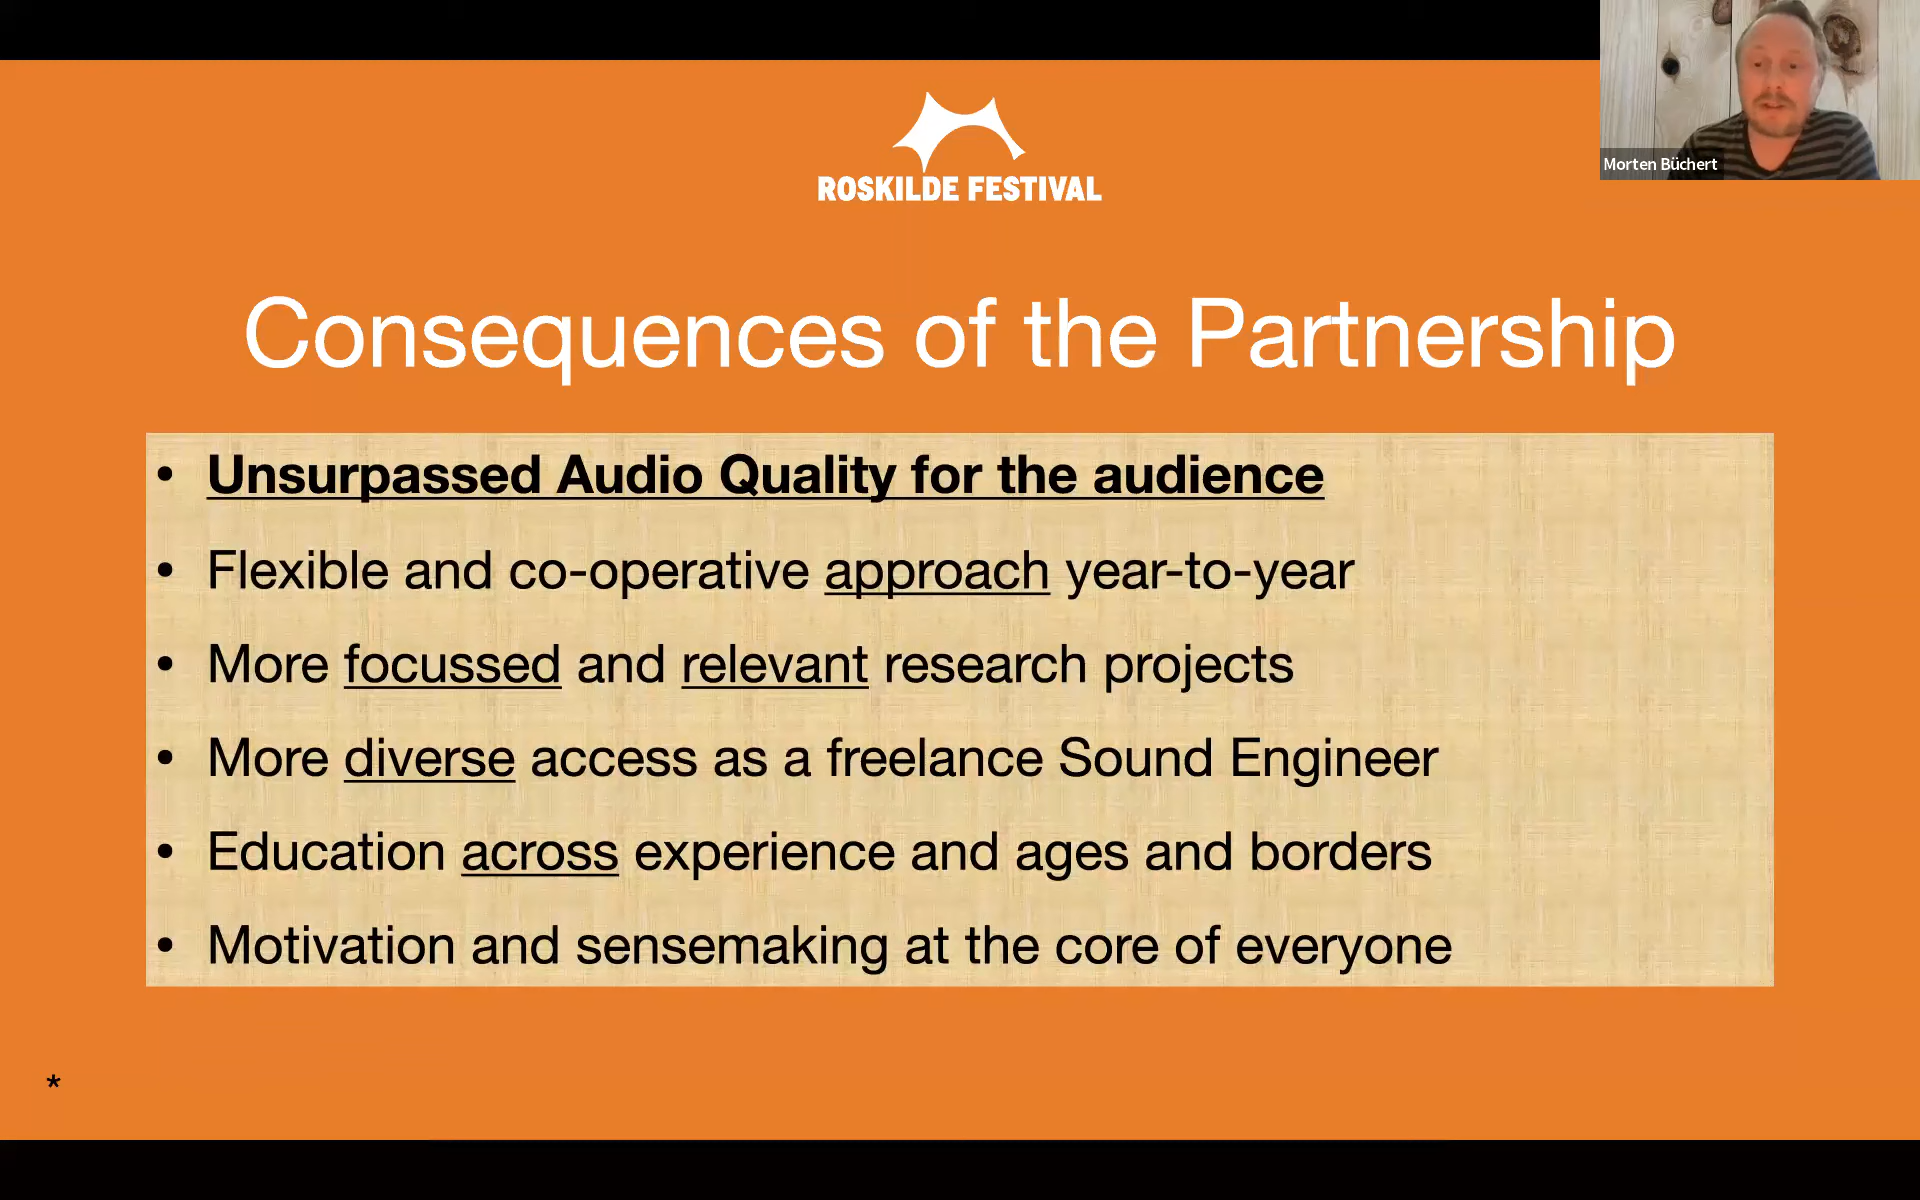 ROSKILDE FESTIVAL
Morten Büchert
Consequences of the Partnership
• Unsurpassed Audio Quality for the audience
• Flexible and co-operative approach year-to-year
• More focussed and relevant research projects
• More diverse access as a freelance Sound Engineer
• Education across experience and ages and borders
• Motivation and sensemaking at the core of everyone
*